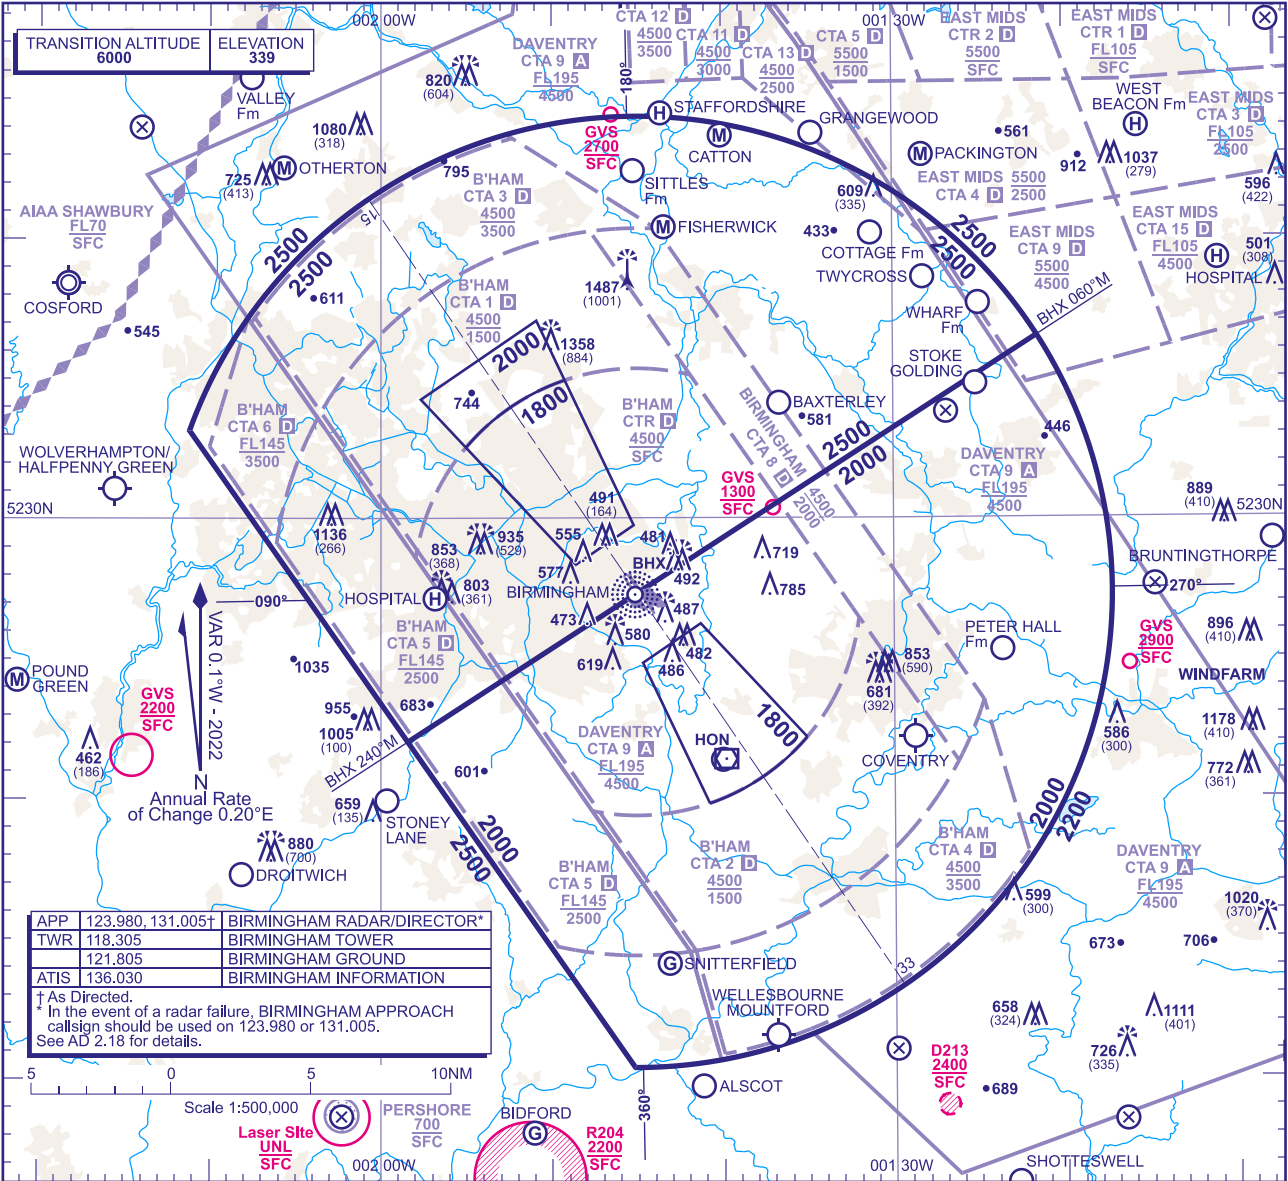 TRANSITION ALTITUDE
6000
ELEVATION
339
002 00W
001 30W
CTA 12 D
4500
3500
CTA 11 D
4500
3000
CTA 13 D
4500
2500
CTA 5 D
5500
1500
EAST MIDS
CTR 2 D
5500
SFC
EAST MIDS
CTR 1 D
FL105
SFC
DAVENTRY
CTA 9 A
FL195
4500
180°
820
(604)
VALLEY
Fm
1080
(318)
OTHERTON
725
(413)
795
GVS
2700
SFC
STAFFORDSHIRE
CATTON
GRANGEWOOD
SITTLES
Fm
FISHERWICK
561
PACKINGTON
912
WEST
BEACON Fm
1037
(279)
EAST MIDS
CTA 3 D
FL105
2500
596
(422)
EAST MIDS
CTA 4 D
5500
2500
609
(335)
433
COTTAGE Fm
TWYCROSS
WHARF
Fm
STOKE
GOLDING
EAST MIDS
CTA 9 D
5500
4500
EAST MIDS
CTA 15 D
FL105
4500
501
(308)
HOSPITAL
AIAA SHAWBURY
FL70
SFC
COSFORD
545
15
B'HAM
CTA 3 D
4500
3500
2500
2500
611
B'HAM
CTA 1 D
4500
1500
1487
(1001)
2500
2500
BHX 060°M
2000
1358
(884)
744
1800
B'HAM
CTR D
4500
SFC
BAXTERLEY
581
BIRMINGHAM
CTA 8 D
4500
2000
2500
2000
446
DAVENTRY
CTA 9 A
FL195
4500
B'HAM
CTA 6 D
FL145
3500
WOLVERHAMPTON/
HALFPENNY GREEN
5230N
5230N
GVS
1300
SFC
889
(410)
BRUNTINGTHORPE
270°
1136
(266)
935
(529)
853
(368)
803
(361)
HOSPITAL
491
(164)
555
577
481
BHX
492
BIRMINGHAM
473
487
580
619
482
486
719
785
090°
VAR 0.1°W - 2022
N
Annual Rate
of Change 0.20°E
B'HAM
CTA 5 D
FL145
2500
1035
POUND
GREEN
GVS
2200
SFC
462
(186)
955
1005
(100)
683
BHX 240°M
601
659
(135)
STONEY
LANE
880
(700)
DROITWICH
2000
2500
DAVENTRY
CTA 9 A
FL195
4500
HON
1800
853
(590)
681
(392)
PETER HALL
Fm
COVENTRY
GVS
2900
SFC
896
(410)
WINDFARM
586
(300)
1178
(410)
772
(361)
2000
2200
B'HAM
CTA 5 D
FL145
2500
B'HAM
CTA 2 D
4500
1500
B'HAM
CTA 4 D
4500
3500
DAVENTRY
CTA 9 A
FL195
4500
599
(300)
1020
(370)
673
706
SNITTERFIELD
33
WELLESBOURNE
MOUNTFORD
658
(324)
1111
(401)
726
(335)
D213
2400
SFC
689
ALSCOT
360°
APP 123.980, 131.005† BIRMINGHAM RADAR/DIRECTOR*
TWR 118.305 BIRMINGHAM TOWER
121.805 BIRMINGHAM GROUND
ATIS 136.030 BIRMINGHAM INFORMATION
† As Directed.
* In the event of a radar failure, BIRMINGHAM APPROACH
callsign should be used on 123.980 or 131.005.
See AD 2.18 for details.
5 0 5 10NM
Scale 1:500,000
Laser Site
UNL
SFC
PERSHORE
700
SFC
BIDFORD
R204
2200
SFC
002 00W
001 30W
SHOTTESWELL